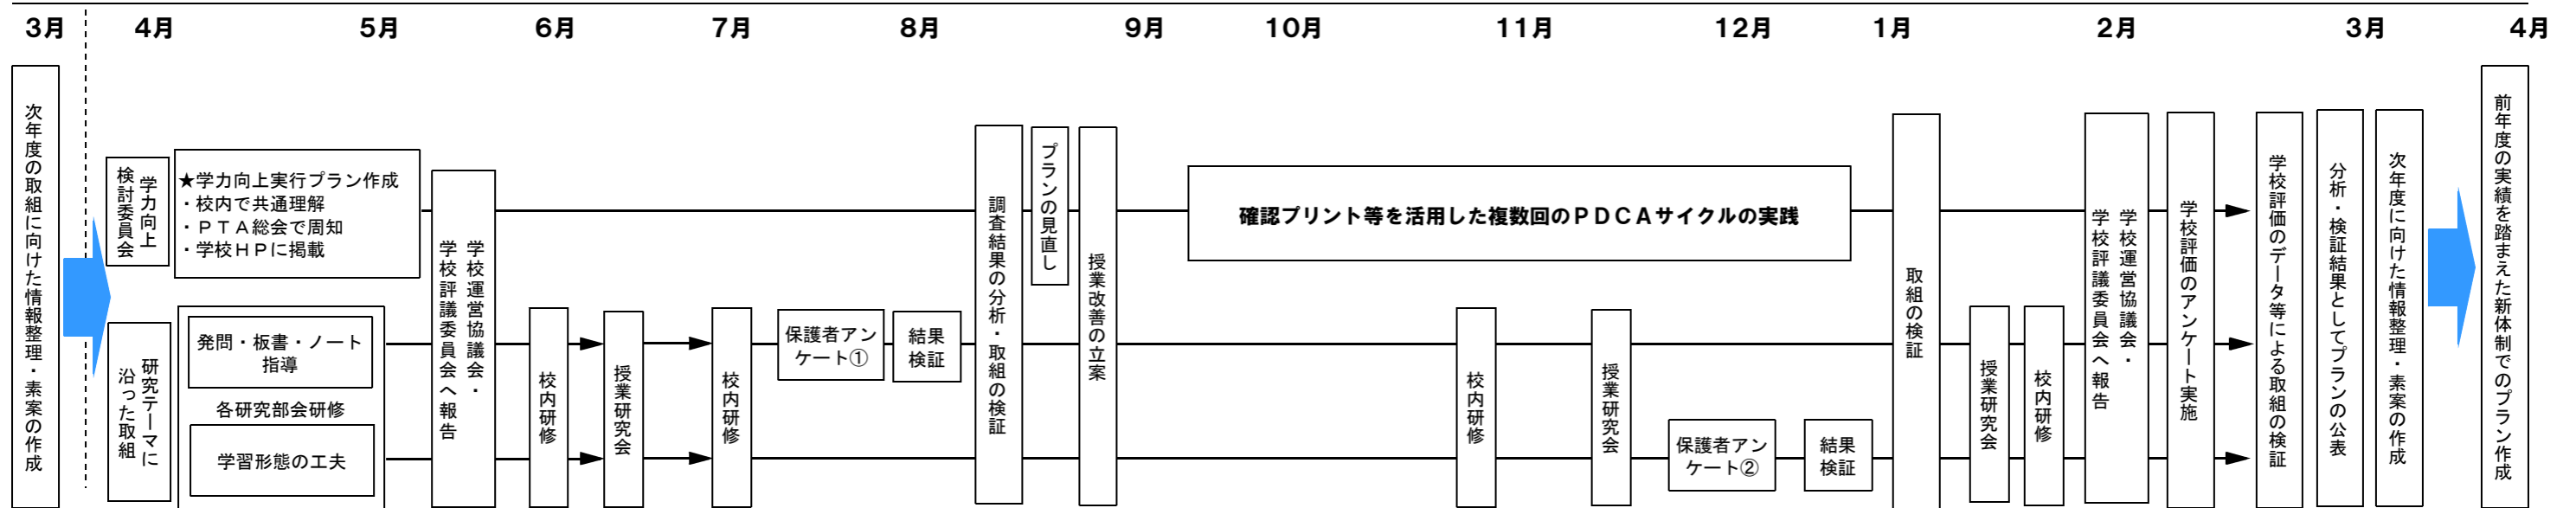 3月
4月
5月
6月
7月
8月
9月
10月
11月
12月
1月
2月
3月
4月
次年度の取組に向けた情報整理・素案の作成
学力向上
検討委員会
★学力向上実行プラン作成
・校内で共通理解
・ＰＴＡ総会で周知
・学校ＨＰに掲載
研究テーマに
沿った取組
発問・板書・ノート
指導
各研究部会研修
学習形態の工夫
学校運営協議会・
学校評議委員会へ報告
校内研修
授業研究会
校内研修
保護者アン
ケート①
結果
検証
調査結果の分析・取組の検証
プランの見直し
授業改善の立案
確認プリント等を活用した複数回のＰＤＣＡサイクルの実践
校内研修
授業研究会
保護者アン
ケート②
結果
検証
取組の検証
授業研究会
校内研修
学校運営協議会・
学校評議委員会へ報告
学校評価のアンケート実施
学校評価のデータ等による取組の検証
分析・検証結果としてプランの公表
次年度に向けた情報整理・素案の作成
前年度の実績を踏まえた新体制でのプラン作成